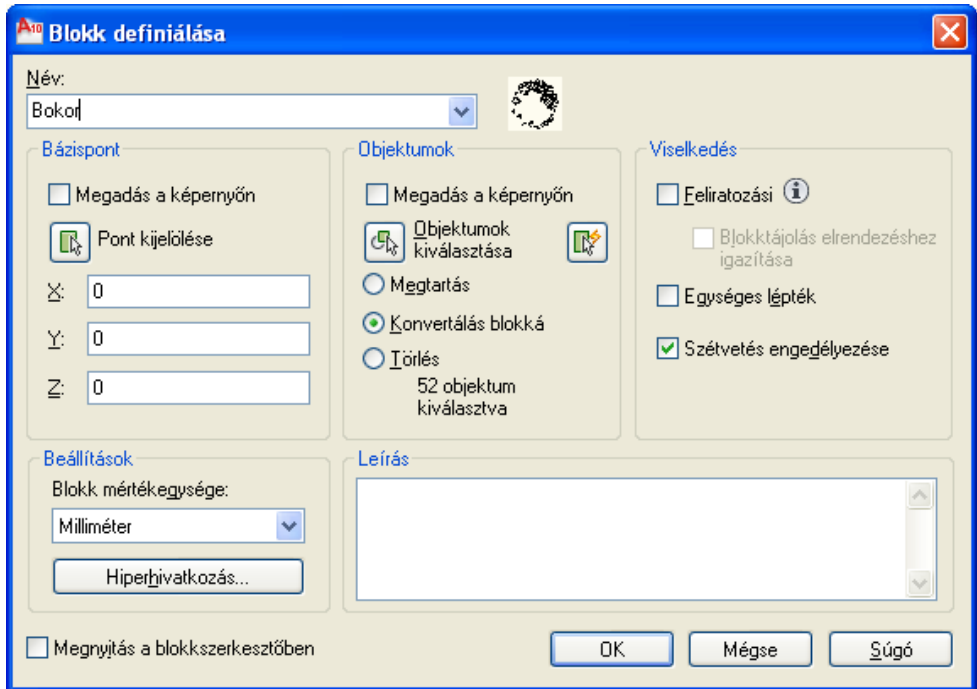 A10 Blokk definiálása
Név:
Bokor
Bázispont
Megadás a képernyőn
Pont kijelölése
X: 0
Y: 0
Z: 0
Objektumok
Megadás a képernyőn
Objektumok
kiválasztása
Megtartás
Konvertálás blokká
Törlés
52 objektum
kiválasztva
Viselkedés
Feliratozási i
Blokktájolás elrendezéshez
igazítása
Egységes lépték
Szétvetés engedélyezése
Beállítások
Blokk mértékegysége:
Milliméter
Hiperhivatkozás...
Leírás
Megnyitás a blokkszerkesztőben
OK Mégse Súgó